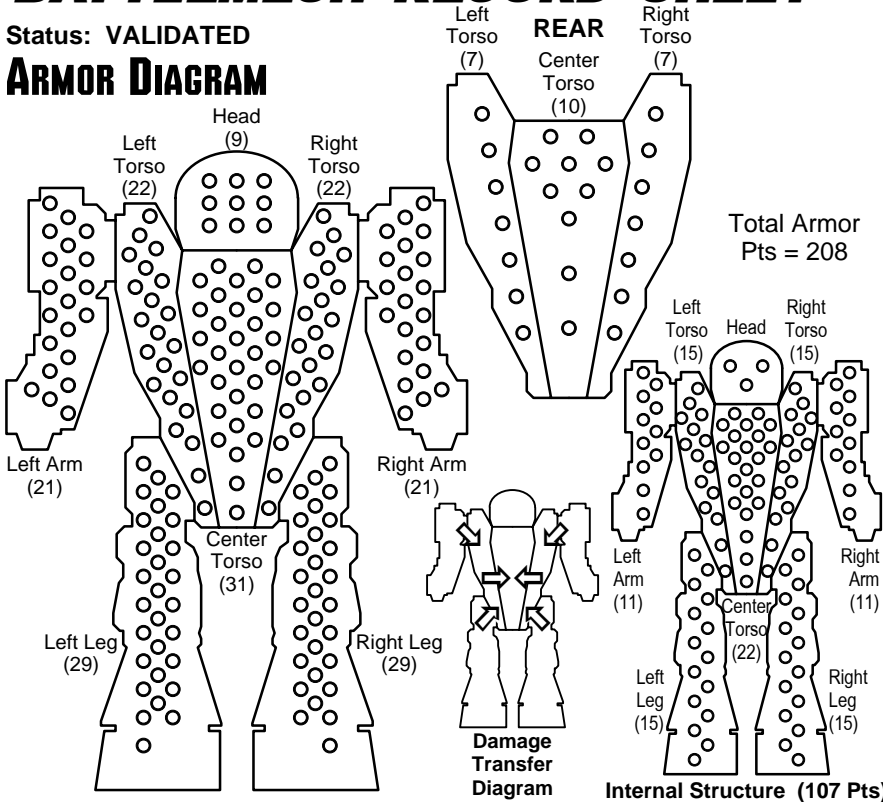 BATTLEMECH RECORD SHEET
Status: VALIDATED
ARMOR DIAGRAM
Head
(9)
Left
Torso
(22)
Right
Torso
(22)
Left Arm
(21)
Right Arm
(21)
Center
Torso
(31)
Left Leg
(29)
Right Leg
(29)
Left
Torso
(7)
REAR
Center
Torso
(10)
Right
Torso
(7)
Total Armor
Pts = 208
Left
Torso
(15)
Head
Right
Torso
(15)
Left
Arm
(11)
Right
Arm
(11)
Center
Torso
(22)
Left
Leg
(15)
Right
Leg
(15)
Damage
Transfer
Diagram
Internal Structure (107 Pts)